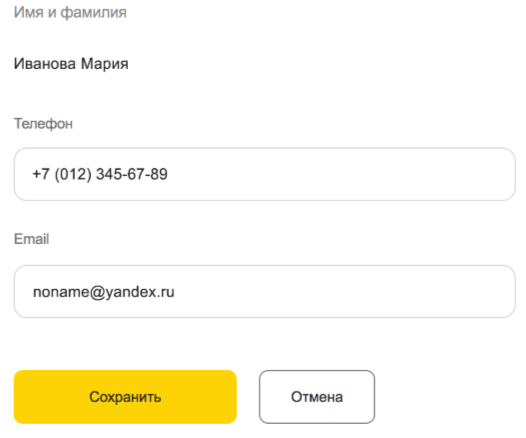 Имя и фамилия
Иванова Мария
Телефон
+7 (012) 345-67-89
Email
noname@yandex.ru
Сохранить
Отмена